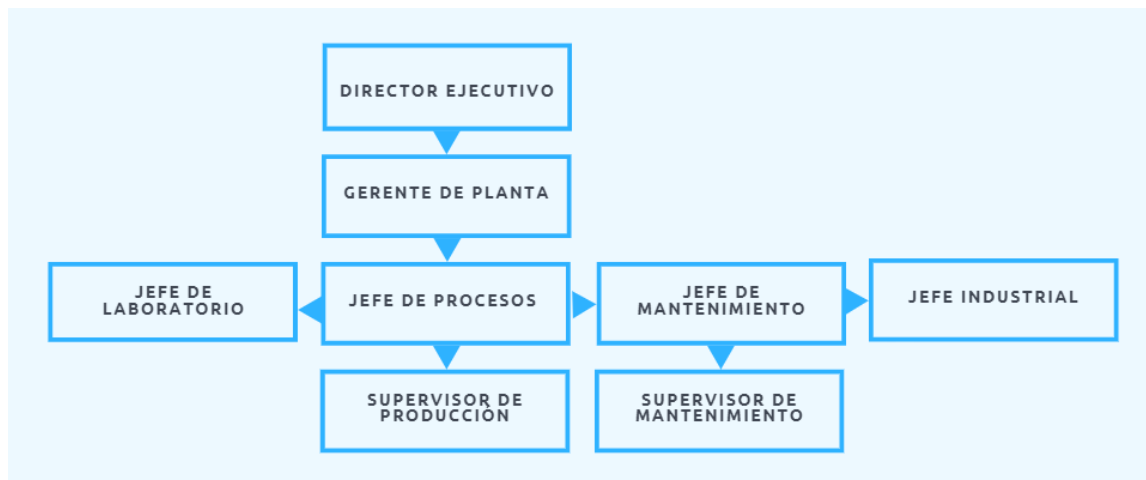 DIRECTOR EJECUTIVO
GERENTE DE PLANTA
JEFE DE
LABORATORIO
JEFE DE PROCESOS
JEFE DE
MANTENIMIENTO
JEFE INDUSTRIAL
SUPERVISOR DE
PRODUCCIÓN
SUPERVISOR DE
MANTENIMIENTO